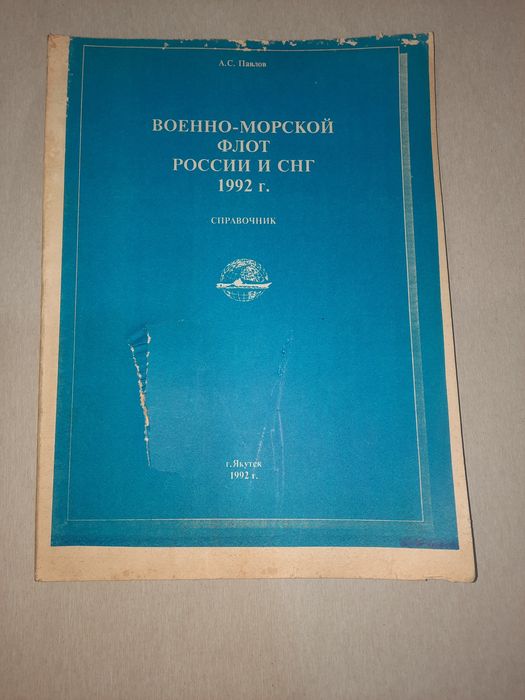 А.С. Павлов
ВОЕННО-МОРСКОЙ
ФЛОТ
РОССИИ И СНГ
1992 г.
СПРАВОЧНИК
г. Якутск
1992 г.